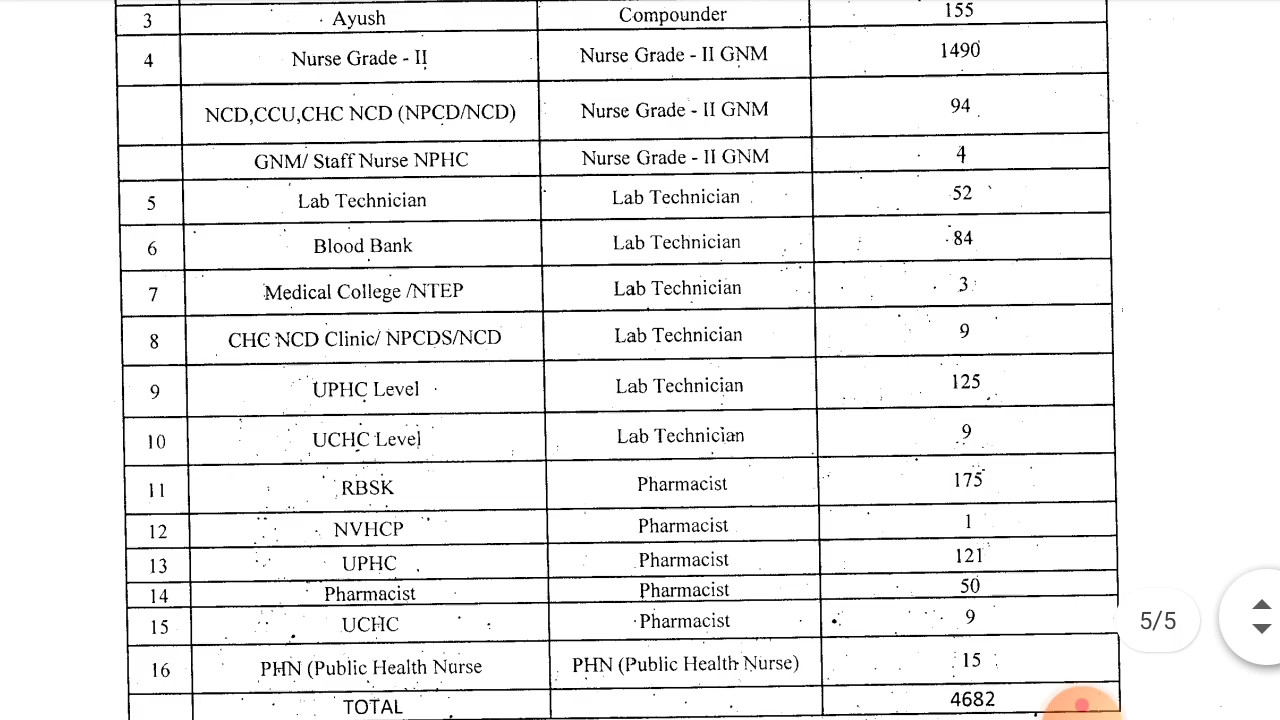 3 Ayush Compounder 155
4 Nurse Grade - II Nurse Grade - II GNM 1490
NCD,CCU,CHC NCD (NPCD/NCD) Nurse Grade - II GNM 94
GNM/ Staff Nurse NPHC Nurse Grade - II GNM 4
5 Lab Technician Lab Technician 52
6 Blood Bank Lab Technician 84
7 Medical College /NTEP Lab Technician 3
8 CHC NCD Clinic/ NPCDS/NCD Lab Technician 9
9 UPHC Level Lab Technician 125
10 UCHC Level Lab Technician 9
11 RBSK Pharmacist 175
12 NVHCP Pharmacist 1
13 UPHC Pharmacist 121
14 Pharmacist Pharmacist 50
15 UCHC Pharmacist 9
5/5
16 PHN (Public Health Nurse PHN (Public Health Nurse) 15
TOTAL 4682